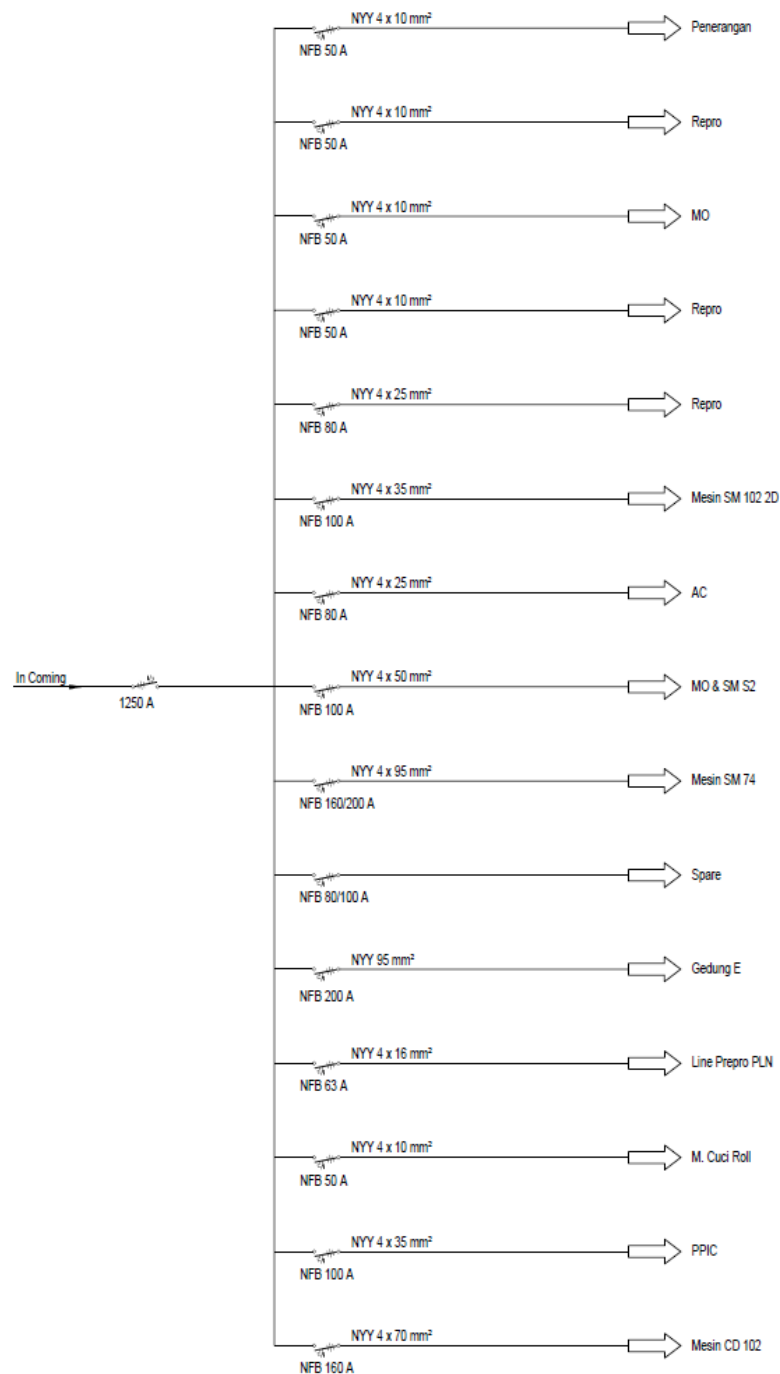 NYY 4 x 10 mm²
Penerangan
NFB 50 A
NYY 4 x 10 mm²
Repro
NFB 50 A
NYY 4 x 10 mm²
MO
NFB 50 A
NYY 4 x 10 mm²
Repro
NFB 50 A
NYY 4 x 25 mm²
Repro
NFB 80 A
NYY 4 x 35 mm²
Mesin SM 102 2D
NFB 100 A
NYY 4 x 25 mm²
AC
NFB 80 A
In Coming
1250 A
NYY 4 x 50 mm²
MO & SM S2
NFB 100 A
NYY 4 x 95 mm²
Mesin SM 74
NFB 160/200 A
Spare
NFB 80/100 A
NYY 95 mm²
Gedung E
NFB 200 A
NYY 4 x 16 mm²
Line Prepro PLN
NFB 63 A
NYY 4 x 10 mm²
M. Cuci Roll
NFB 50 A
NYY 4 x 35 mm²
PPIC
NFB 100 A
NYY 4 x 70 mm²
Mesin CD 102
NFB 160 A